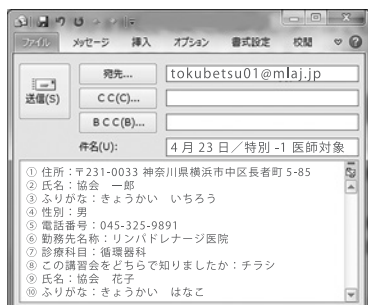 ファイル メッセージ 挿入 オプション 書式設定 校閲
送信(S)
宛先... tokubetsu01@mlaj.jp
CC(C)...
BCC(B)...
件名(U): 4月23日/特別-1 医師対象
① 住所：〒231-0033 神奈川県横浜市中区長者町 5-85
② 氏名：協会　一郎
③ ふりがな：きょうかい　いちろう
④ 性別：男
⑤ 電話番号：045-325-9891
⑥ 勤務先名称：リンパドレナージ医院
⑦ 診療科目：循環器科
⑧ この講習会をどちらで知りましたか：チラシ
⑨ 氏名：協会　花子
⑩ ふりがな：きょうかい　はなこ